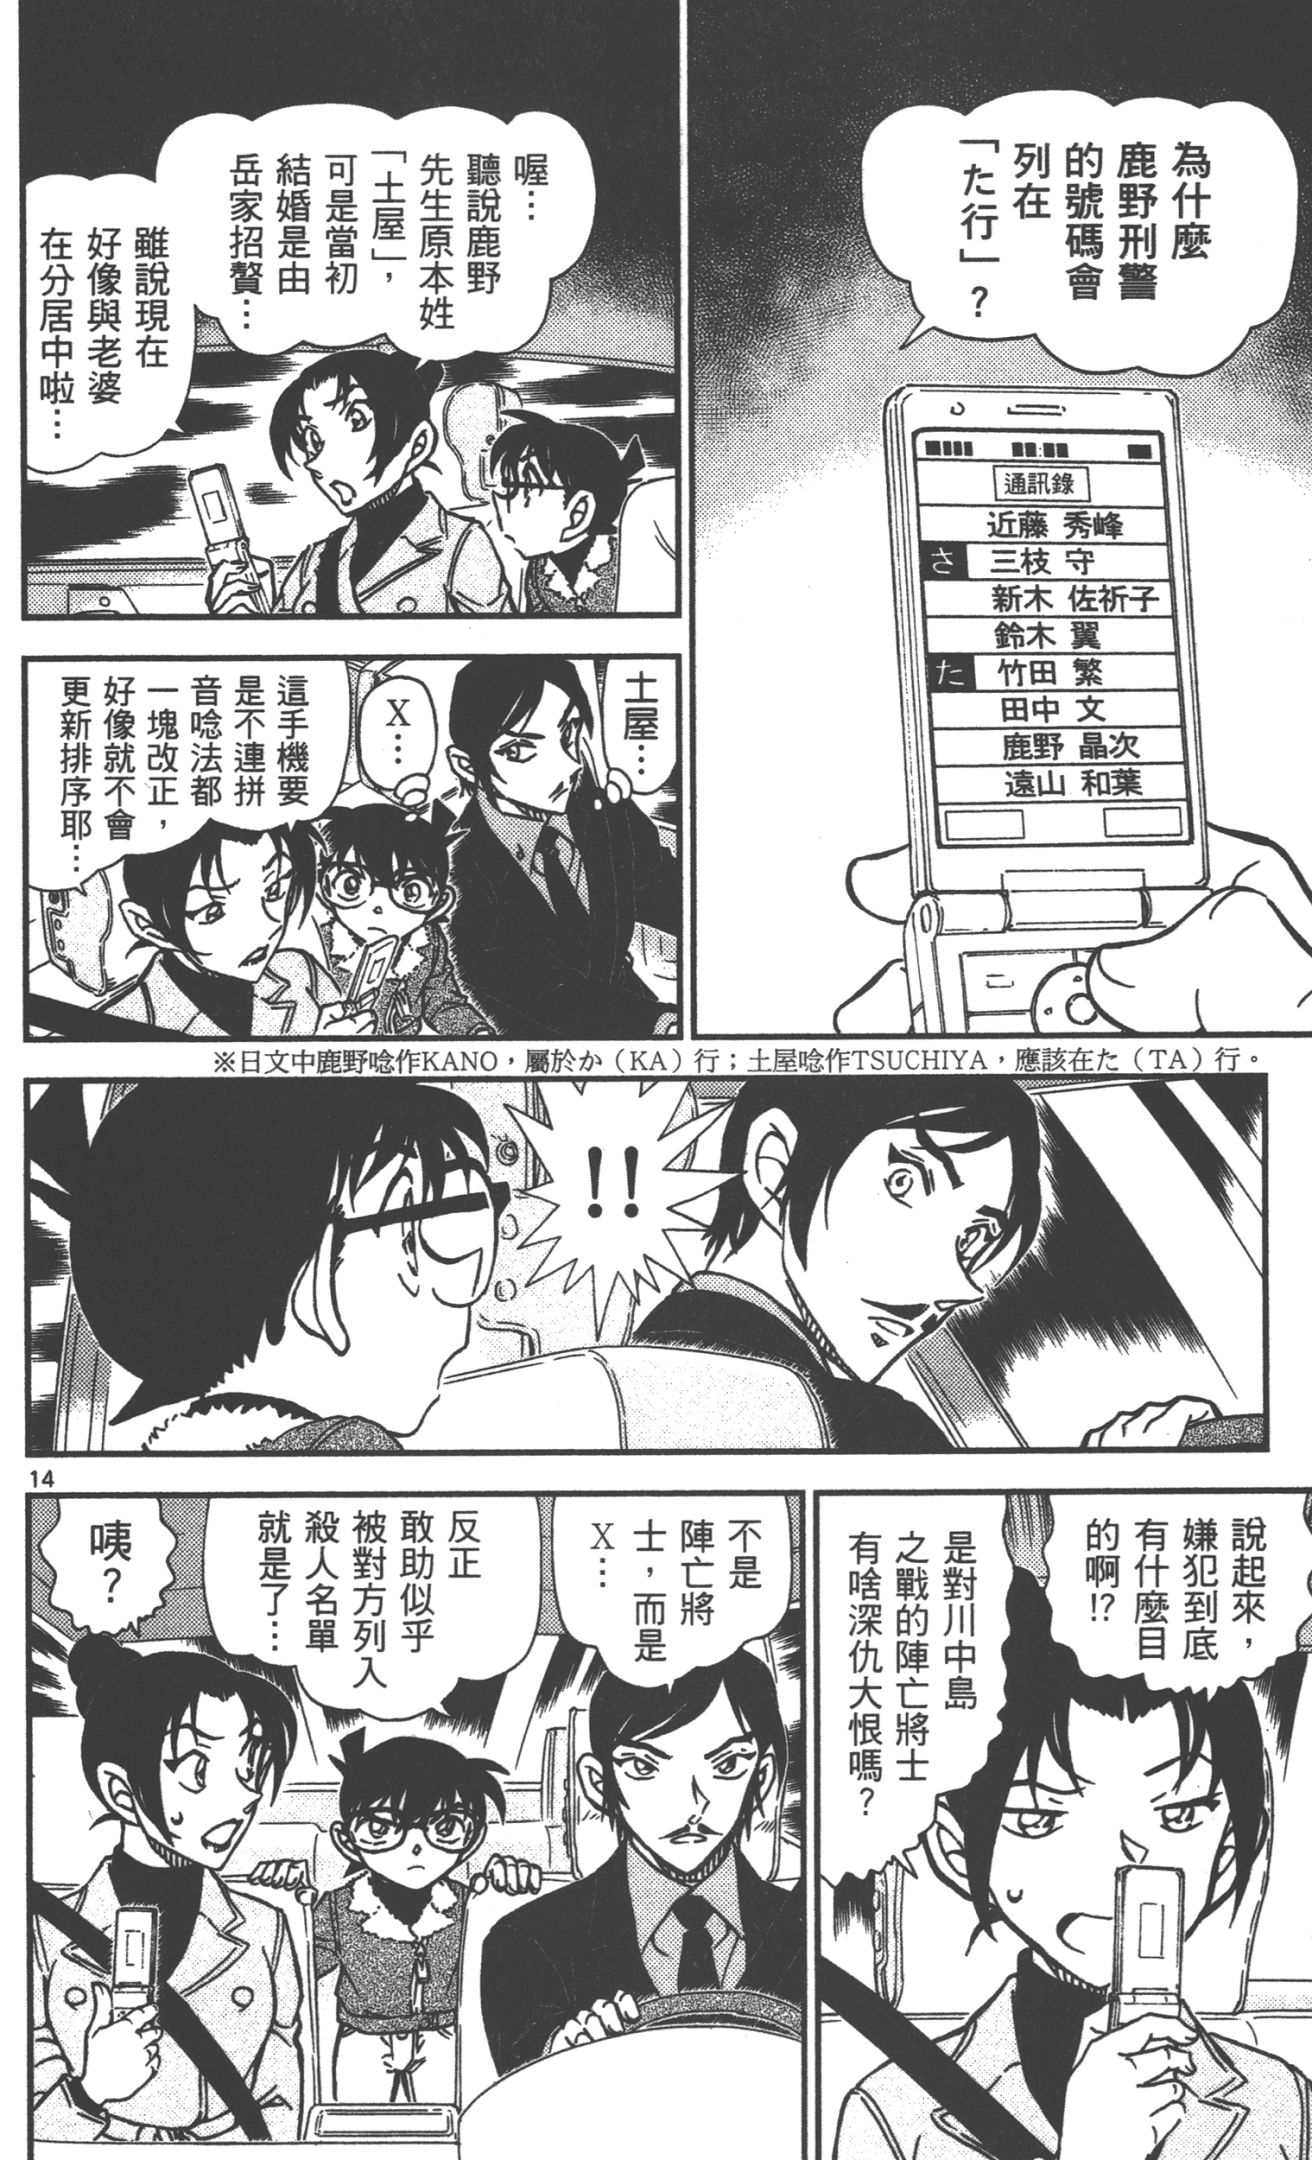 為什麼
鹿野刑警
的號碼會
列在
「た行」？
通訊錄
近藤 秀峰
さ 三枝 守
新木 佐祈子
鈴木 翼
た 竹田 繁
田中 文
鹿野 晶次
遠山 和葉
喔…
聽說鹿野
先生原本姓
「土屋」，
可是當初
結婚是由
岳家招贅…
雖說現在
好像與老婆
在分居中啦…
土屋…
X…
這手機要
是不連拼
音唸法都
一塊改正，
好像就不會
更新排序耶…
※日文中鹿野唸作KANO，屬於か（KA）行；土屋唸作TSUCHIYA，應該在た（TA）行。
!!
14
說起來，
嫌犯到底
有什麼目
的啊!?
是對川中島
之戰的陣亡將士
有啥深仇大恨嗎？
不是
陣亡將
士，而是
X…
反正
敢助似乎
被對方列入
殺人名單
就是了…
咦？